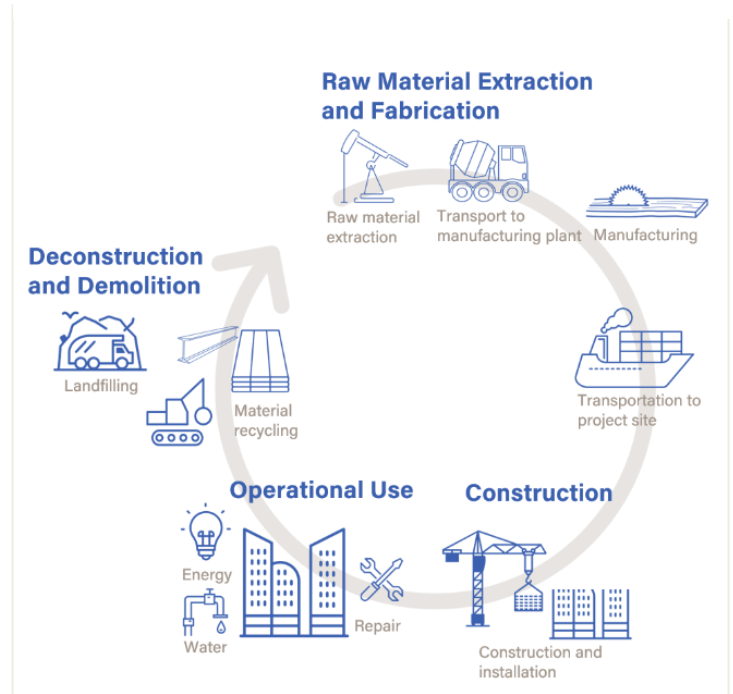 Raw Material Extraction
and Fabrication
Raw material
extraction
Transport to
manufacturing plant
Manufacturing
Deconstruction
and Demolition
Landfilling
Material
recycling
Transportation to
project site
Operational Use
Construction
Energy
Water
Repair
Construction and
installation